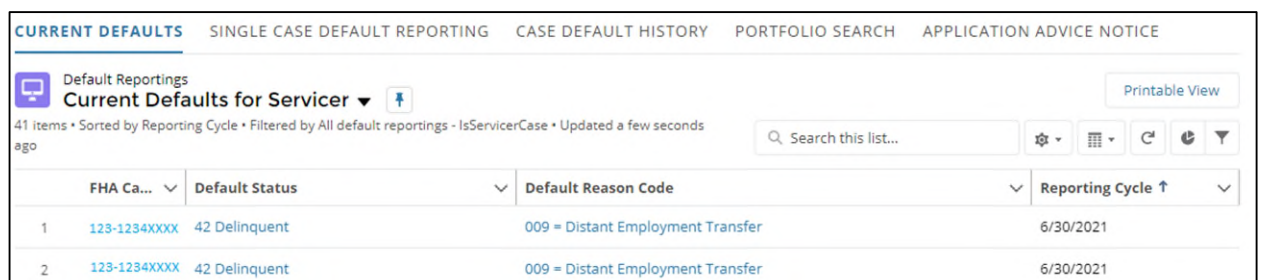 CURRENT DEFAULTS SINGLE CASE DEFAULT REPORTING CASE DEFAULT HISTORY PORTFOLIO SEARCH APPLICATION ADVICE NOTICE
Default Reportings
Current Defaults for Servicer
Printable View
41 items • Sorted by Reporting Cycle • Filtered by All default reportings - IsServicerCase • Updated a few seconds
ago
Search this list...
FHA Ca... Default Status Default Reason Code Reporting Cycle ↑
1 123-1234XXXX 42 Delinquent 009 = Distant Employment Transfer 6/30/2021
2 123-1234XXXX 42 Delinquent 009 = Distant Employment Transfer 6/30/2021